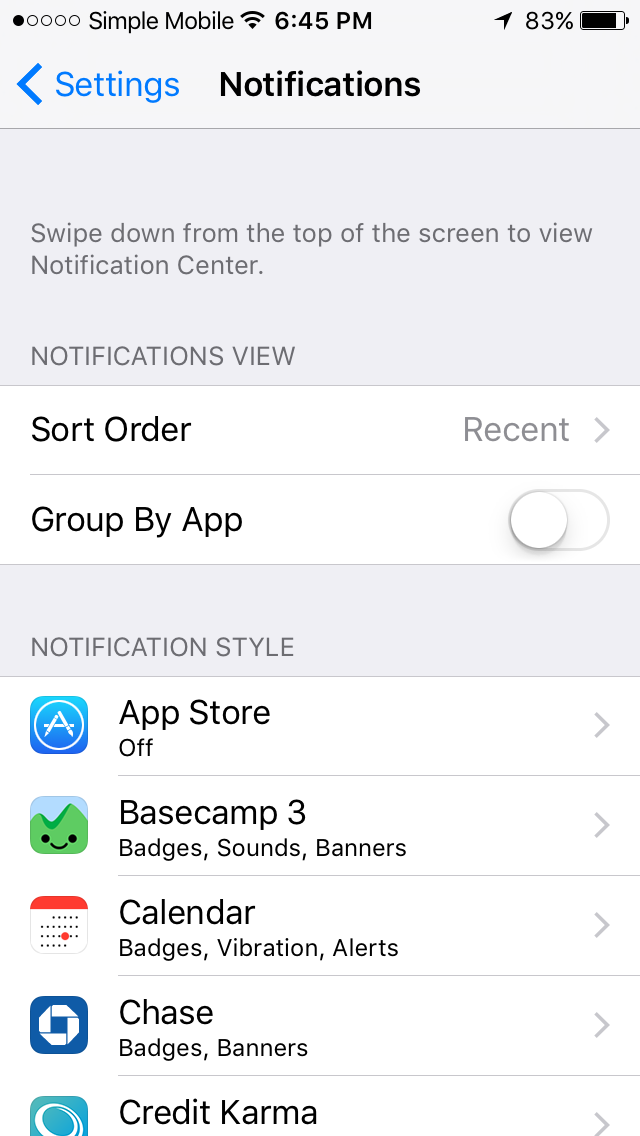 Simple Mobile 6:45 PM 83%
Settings Notifications
Swipe down from the top of the screen to view
Notification Center.
NOTIFICATIONS VIEW
Sort Order Recent
Group By App
NOTIFICATION STYLE
App Store
Off
Basecamp 3
Badges, Sounds, Banners
Calendar
Badges, Vibration, Alerts
Chase
Badges, Banners
Credit Karma